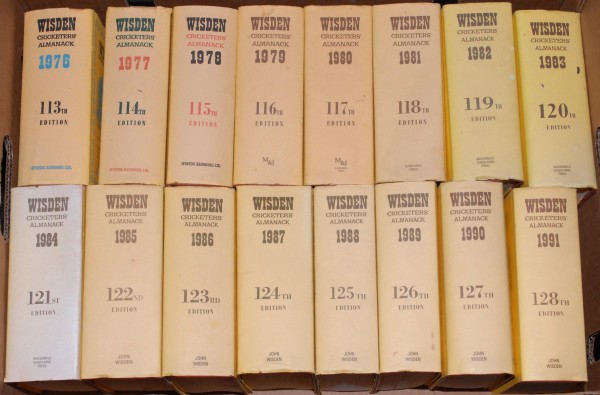 WISDEN
CRICKETERS'
ALMANACK
1976
113TH
EDITION
WISDEN
CRICKETERS'
ALMANACK
1977
114TH
EDITION
WISDEN
CRICKETERS'
ALMANACK
1978
115TH
EDITION
WISDEN
CRICKETERS'
ALMANACK
1979
116TH
EDITION
WISDEN
CRICKETERS'
ALMANACK
1980
117TH
EDITION
WISDEN
CRICKETERS'
ALMANACK
1981
118TH
EDITION
WISDEN
CRICKETERS'
ALMANACK
1982
119TH
EDITION
WISDEN
CRICKETERS'
ALMANACK
1983
120TH
EDITION
WISDEN
CRICKETERS'
ALMANACK
1984
121ST
EDITION
WISDEN
CRICKETERS'
ALMANACK
1985
122ND
EDITION
JOHN
WISDEN
WISDEN
CRICKETERS'
ALMANACK
1986
123RD
EDITION
JOHN
WISDEN
WISDEN
CRICKETERS'
ALMANACK
1987
124TH
EDITION
JOHN
WISDEN
WISDEN
CRICKETERS'
ALMANACK
1988
125TH
EDITION
JOHN
WISDEN
WISDEN
CRICKETERS'
ALMANACK
1989
126TH
EDITION
JOHN
WISDEN
WISDEN
CRICKETERS'
ALMANACK
1990
127TH
EDITION
JOHN
WISDEN
WISDEN
CRICKETERS'
ALMANACK
1991
128TH
EDITION
JOHN
WISDEN